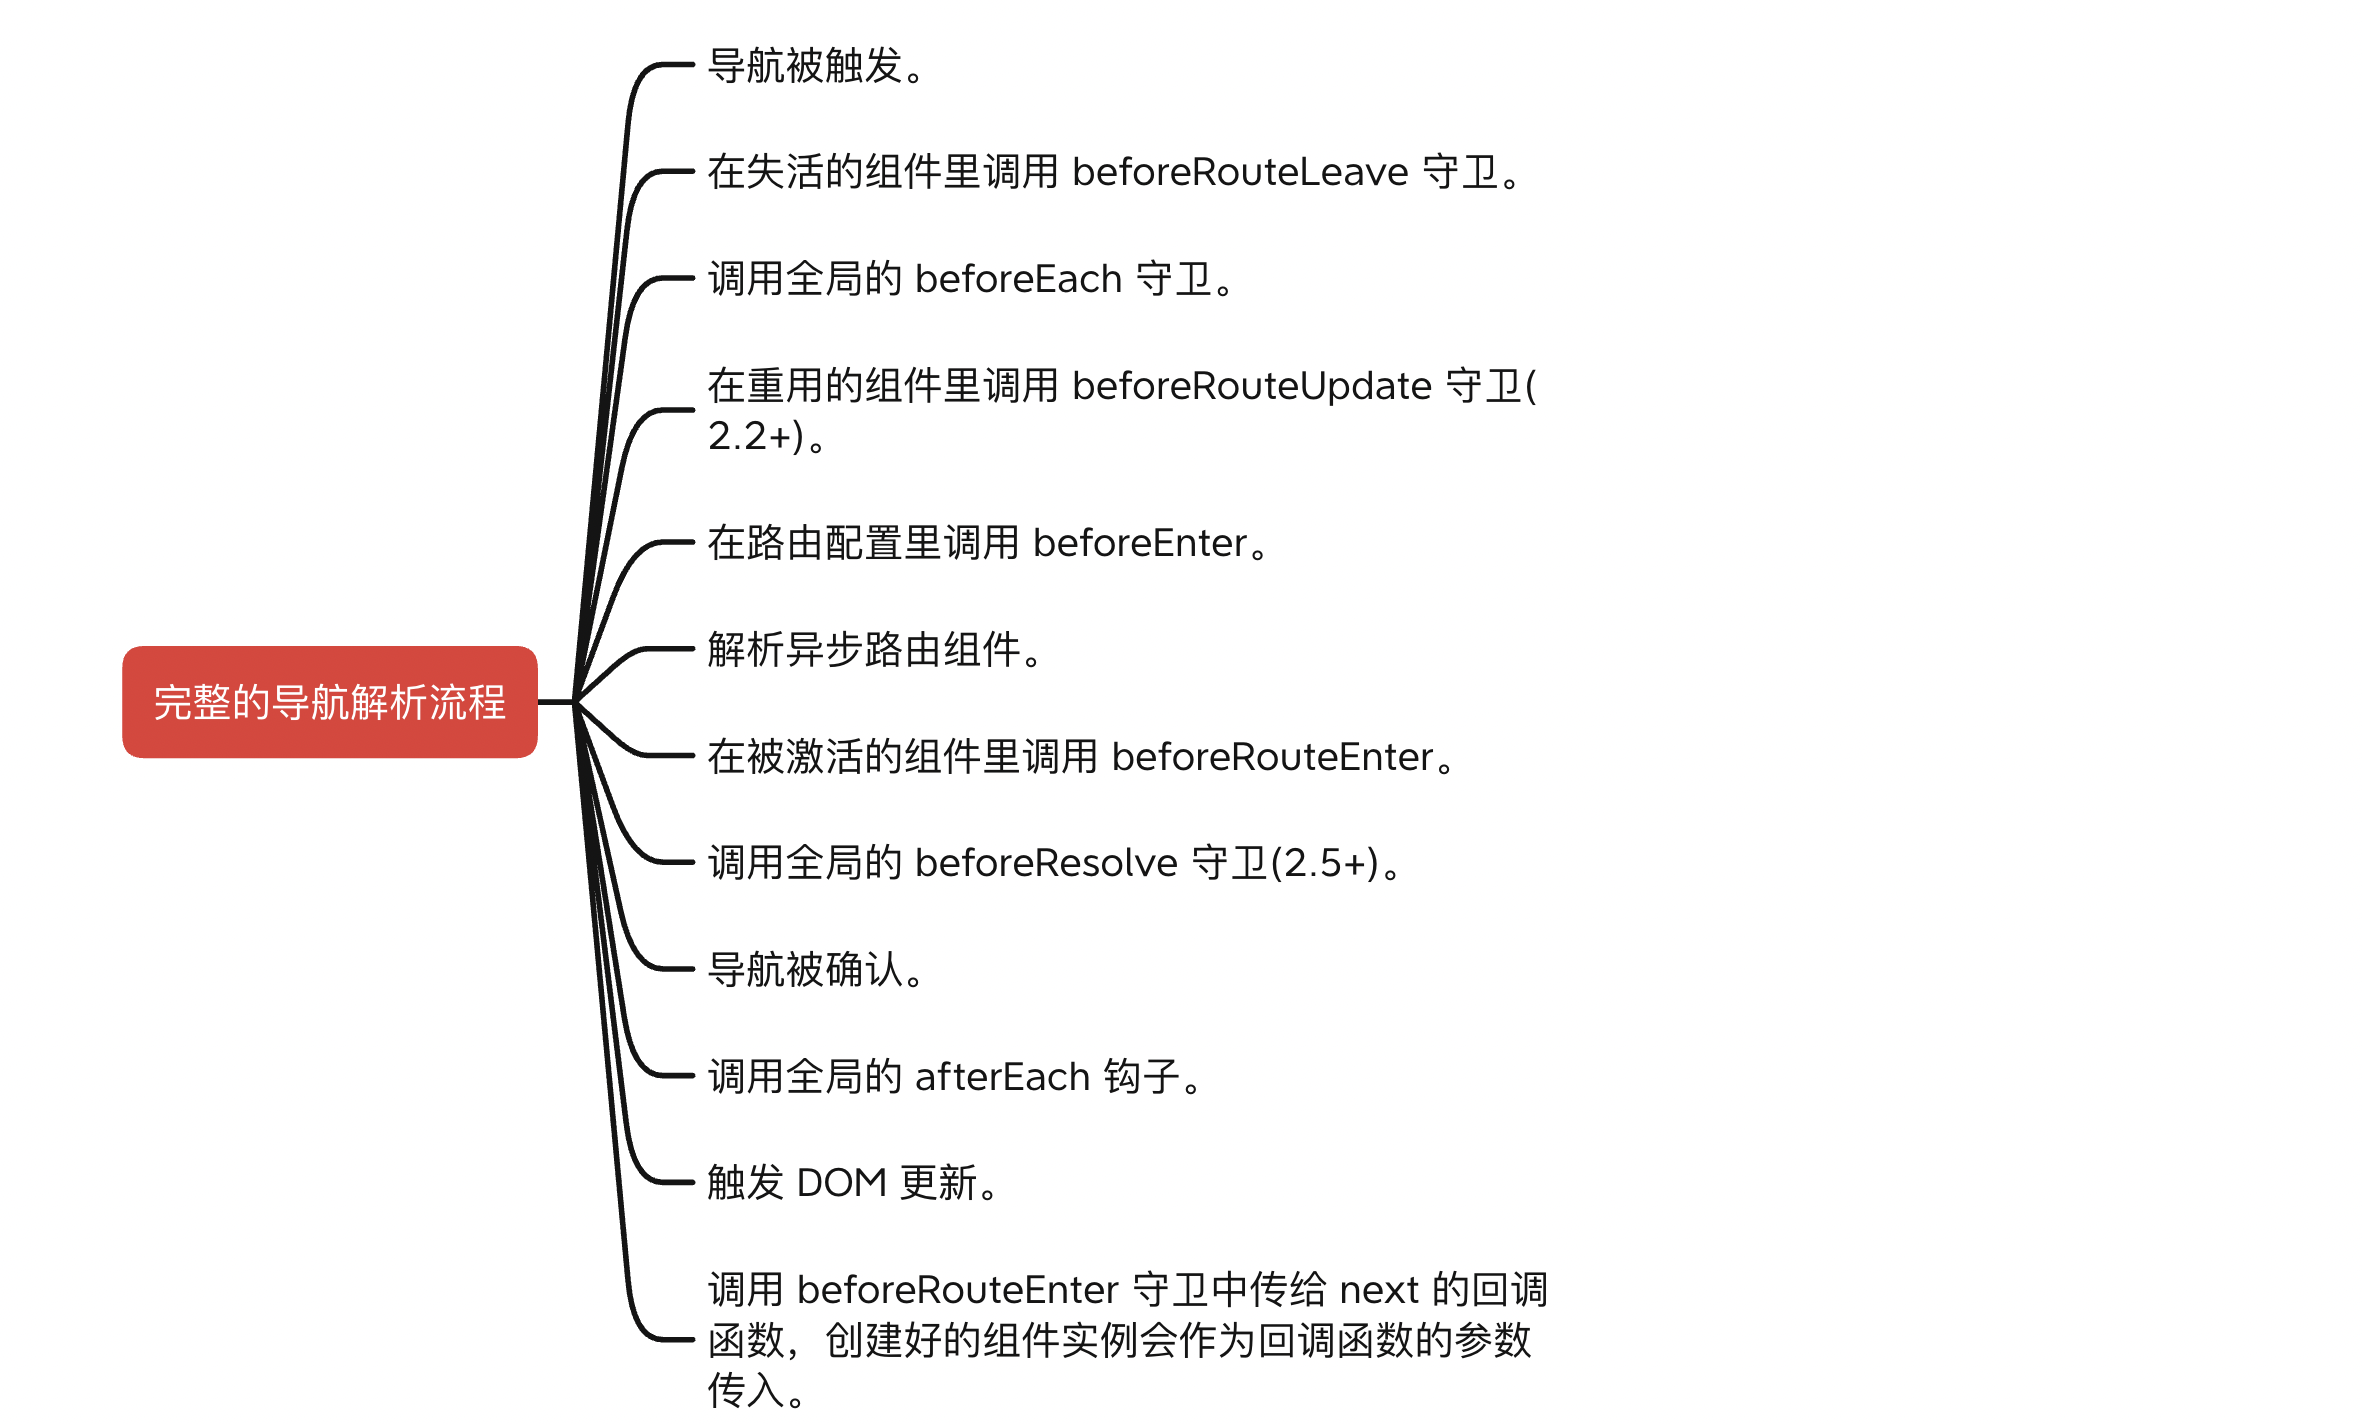 导航被触发。
在失活的组件里调用 beforeRouteLeave 守卫。
调用全局的 beforeEach 守卫。
在重用的组件里调用 beforeRouteUpdate 守卫(
2.2+)。
在路由配置里调用 beforeEnter。
解析异步路由组件。
完整的导航解析流程
在被激活的组件里调用 beforeRouteEnter。
调用全局的 beforeResolve 守卫(2.5+)。
导航被确认。
调用全局的 afterEach 钩子。
触发 DOM 更新。
调用 beforeRouteEnter 守卫中传给 next 的回调
函数，创建好的组件实例会作为回调函数的参数
传入。